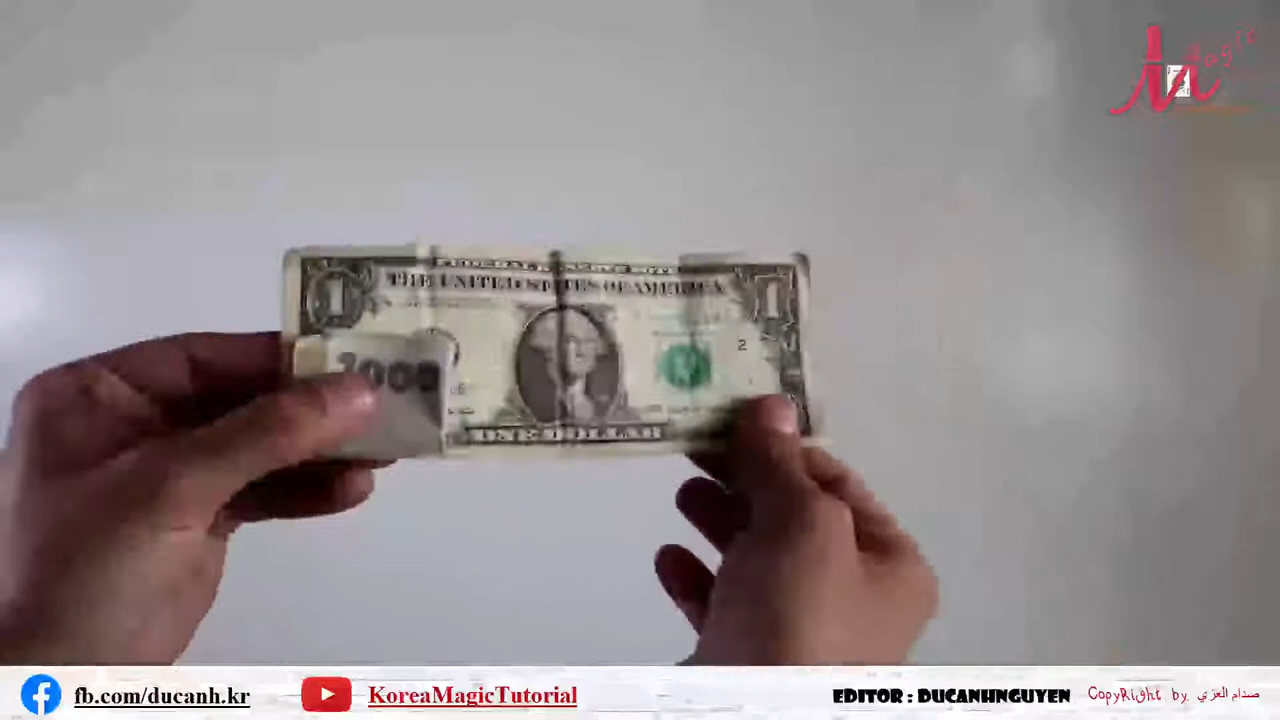 Magic
THE UNITED STATES OF AMERICA
1
1
2
ONE DOLLAR
fb.com/ducanh.kr
KoreaMagicTutorial
EDITOR : DUCANHNGUYEN
CopyRight by صدام العزي